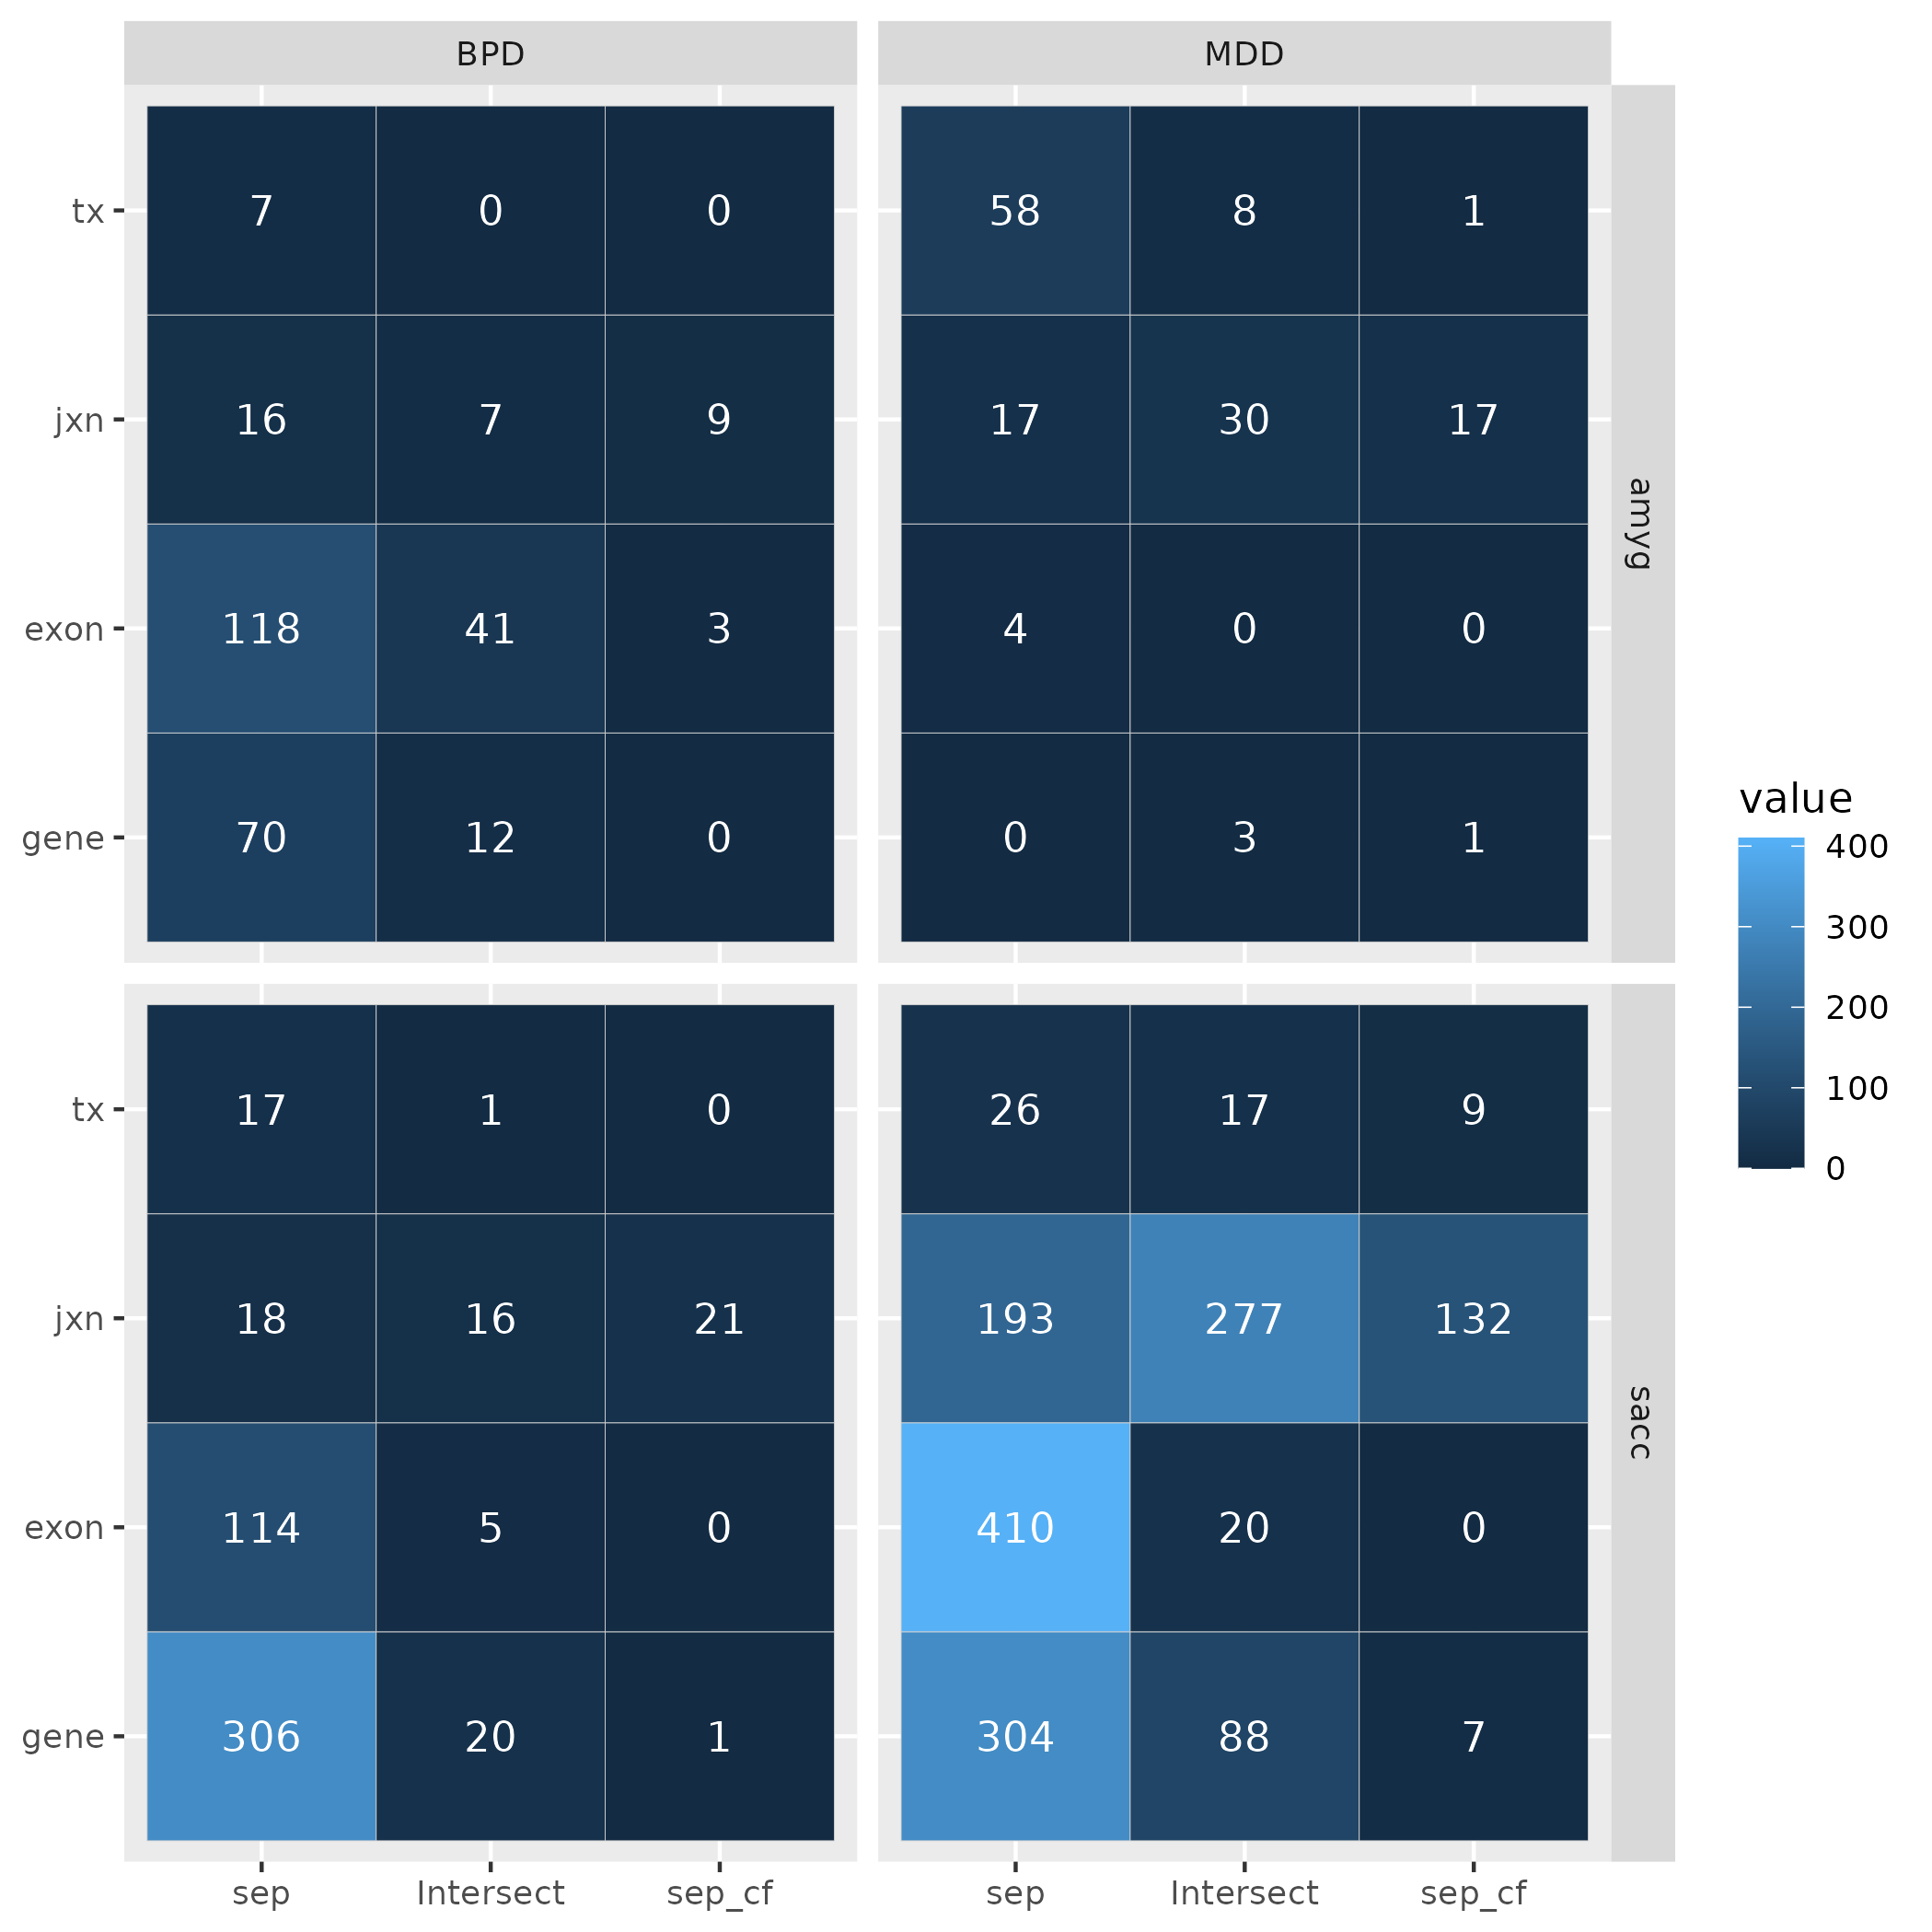 BPD MDD
tx 7 0 0 58 8 1
jxn 16 7 9 17 30 17
amyg
exon 118 41 3 4 0 0
gene 70 12 0 0 3 1
value
400
300
200
100
0
tx 17 1 0 26 17 9
jxn 18 16 21 193 277 132
sacc
exon 114 5 0 410 20 0
gene 306 20 1 304 88 7
sep Intersect sep_cf sep Intersect sep_cf